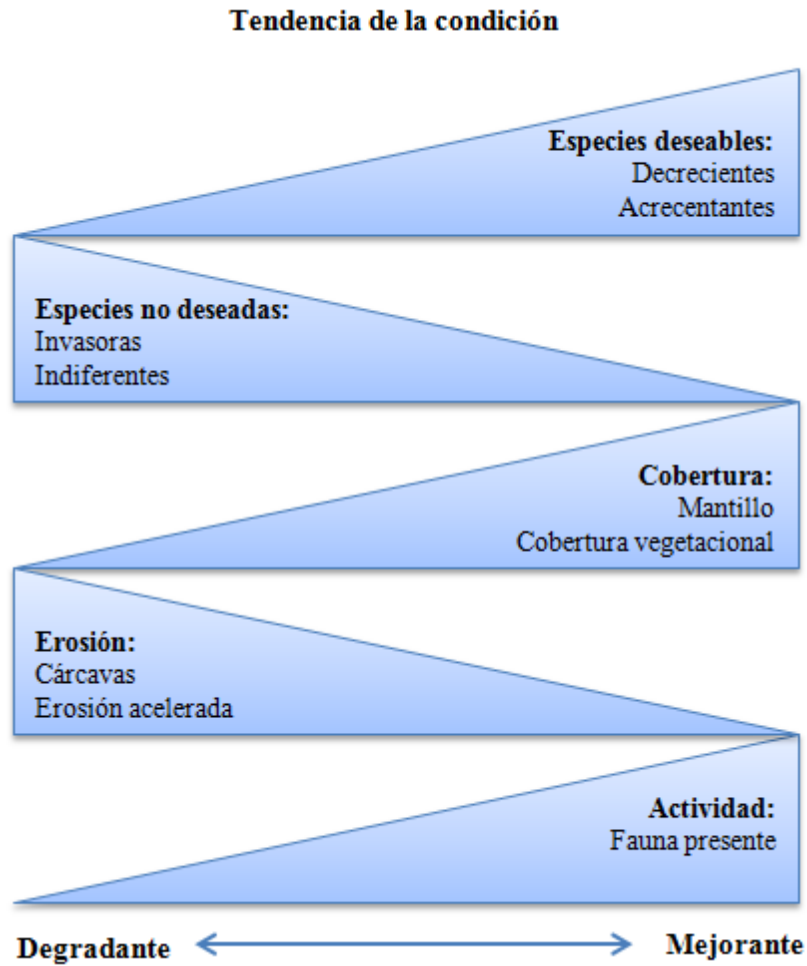 Tendencia de la condición
Especies deseables:
Decrecientes
Acrecentantes
Especies no deseadas:
Invasoras
Indiferentes
Cobertura:
Mantillo
Cobertura vegetacional
Erosión:
Cárcavas
Erosión acelerada
Actividad:
Fauna presente
Degradante
Mejorante